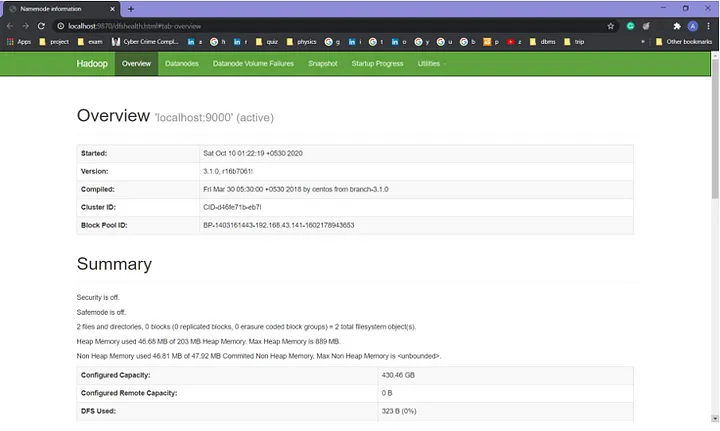 Namenode information
localhost:9870/dfshealth.html#tab-overview
Apps project exam Cyber Crime Compl... a h r quiz physics g i t o y u b p z dbms trip » Other bookmarks
Hadoop Overview Datanodes Datanode Volume Failures Snapshot Startup Progress Utilities
Overview 'localhost:9000' (active)
Started: Sat Oct 10 01:22:19 +0530 2020
Version: 3.1.0, r16b7061!
Compiled: Fri Mar 30 05:30:00 +0530 2018 by centos from branch-3.1.0
Cluster ID: CID-d46fe71b-eb7!
Block Pool ID: BP-1403161443-192.168.43.141-1602178943653
Summary
Security is off.
Safemode is off.
2 files and directories, 0 blocks (0 replicated blocks, 0 erasure coded block groups) = 2 total filesystem object(s).
Heap Memory used 46.68 MB of 203 MB Heap Memory. Max Heap Memory is 889 MB.
Non Heap Memory used 46.81 MB of 47.92 MB Commited Non Heap Memory. Max Non Heap Memory is <unbounded>.
Configured Capacity: 430.46 GB
Configured Remote Capacity: 0 B
DFS Used: 323 B (0%)